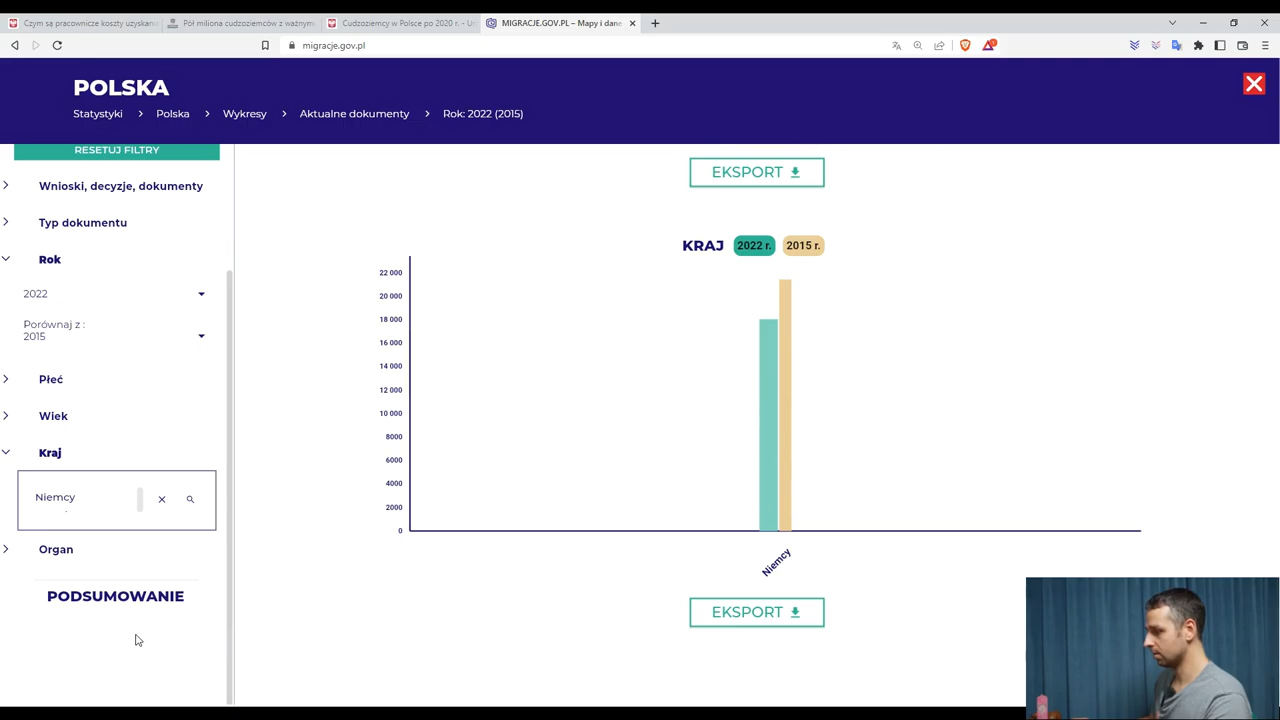 Czym są pracownicze koszty uzyskani
Pół miliona cudzoziemców z ważnymi
Cudzoziemcy w Polsce po 2020 r. - Ur
MIGRACJE.GOV.PL – Mapy i dane
migracje.gov.pl
POLSKA
Statystyki > Polska > Wykresy > Aktualne dokumenty > Rok: 2022 (2015)
RESETUJ FILTRY
Wnioski, decyzje, dokumenty
Typ dokumentu
Rok
2022
Porównaj z :
2015
Płeć
Wiek
Kraj
Niemcy
Organ
PODSUMOWANIE
EKSPORT
KRAJ 2022 r. 2015 r.
22 000
20 000
18 000
16 000
14 000
12 000
10 000
8000
6000
4000
2000
0
Niemcy
EKSPORT